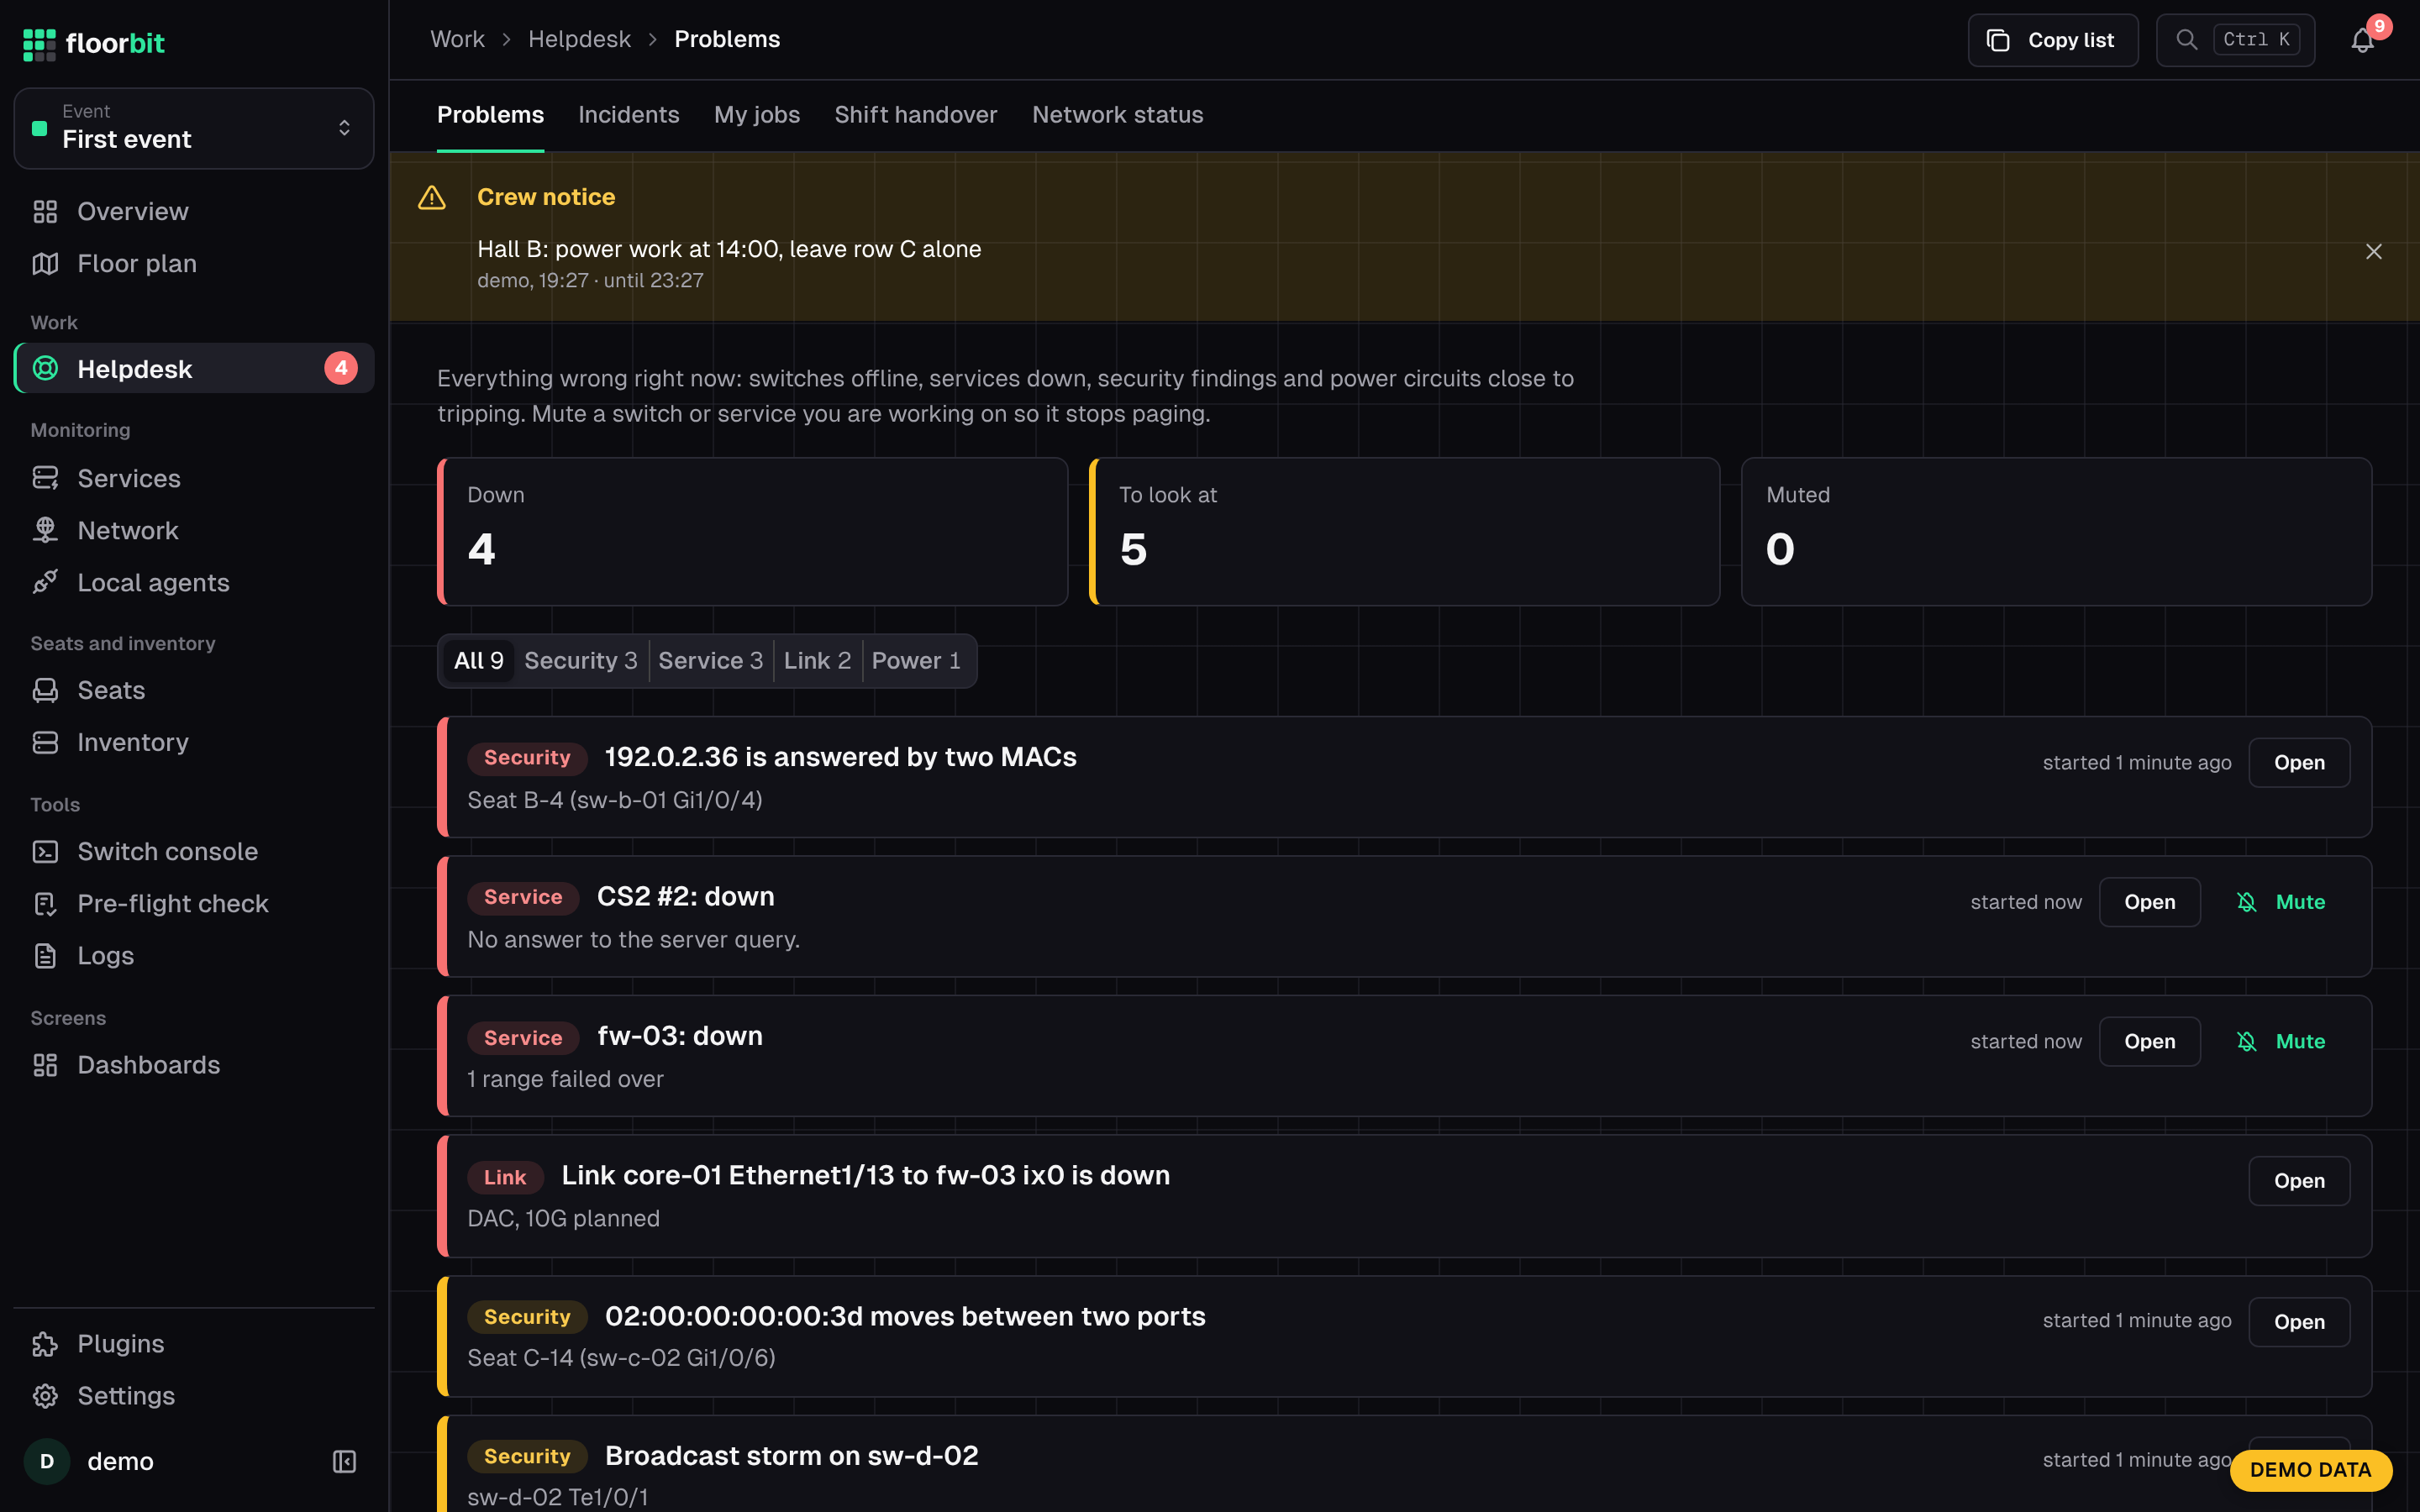 floorbit
Event
First event
Overview
Floor plan
Work
Helpdesk 4
Monitoring
Services
Network
Local agents
Seats and inventory
Seats
Inventory
Tools
Switch console
Pre-flight check
Logs
Screens
Dashboards
Plugins
Settings
D demo
Work > Helpdesk > Problems
Copy list
Ctrl K
9
Problems Incidents My jobs Shift handover Network status
Crew notice
Hall B: power work at 14:00, leave row C alone
demo, 19:27 · until 23:27
Everything wrong right now: switches offline, services down, security findings and power circuits close to
tripping. Mute a switch or service you are working on so it stops paging.
Down
4
To look at
5
Muted
0
All 9 Security 3 Service 3 Link 2 Power 1
Security 192.0.2.36 is answered by two MACs started 1 minute ago Open
Seat B-4 (sw-b-01 Gi1/0/4)
Service CS2 #2: down started now Open Mute
No answer to the server query.
Service fw-03: down started now Open Mute
1 range failed over
Link Link core-01 Ethernet1/13 to fw-03 ix0 is down Open
DAC, 10G planned
Security 02:00:00:00:00:3d moves between two ports started 1 minute ago Open
Seat C-14 (sw-c-02 Gi1/0/6)
Security Broadcast storm on sw-d-02 started 1 minute ago
sw-d-02 Te1/0/1
DEMO DATA